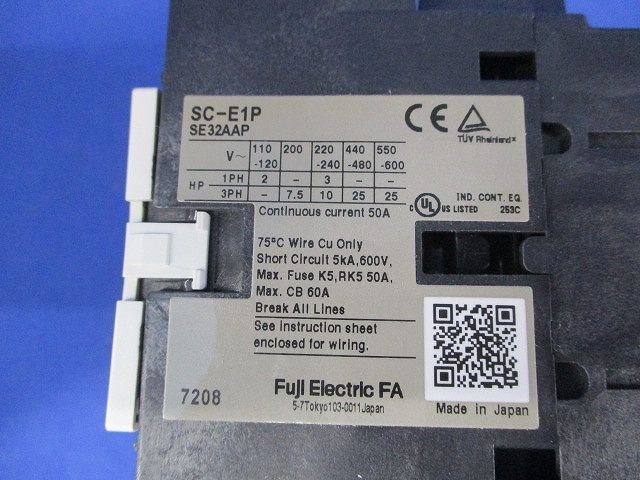 SC-E1P
SE32AAP
CE
TÜV Rheinland
V~ 110-120 200 220-240 440-480 550-600
HP 1PH 2 - 3 - -
3PH - 7.5 10 25 25
Continuous current 50A
C UL US LISTED
IND. CONT. EQ.
253C
75°C Wire Cu Only
Short Circuit 5kA,600V,
Max. Fuse K5,RK5 50A,
Max. CB 60A
Break All Lines
See instruction sheet
enclosed for wiring.
7208
Fuji Electric FA
5-7Tokyo103-0011Japan
Made in Japan